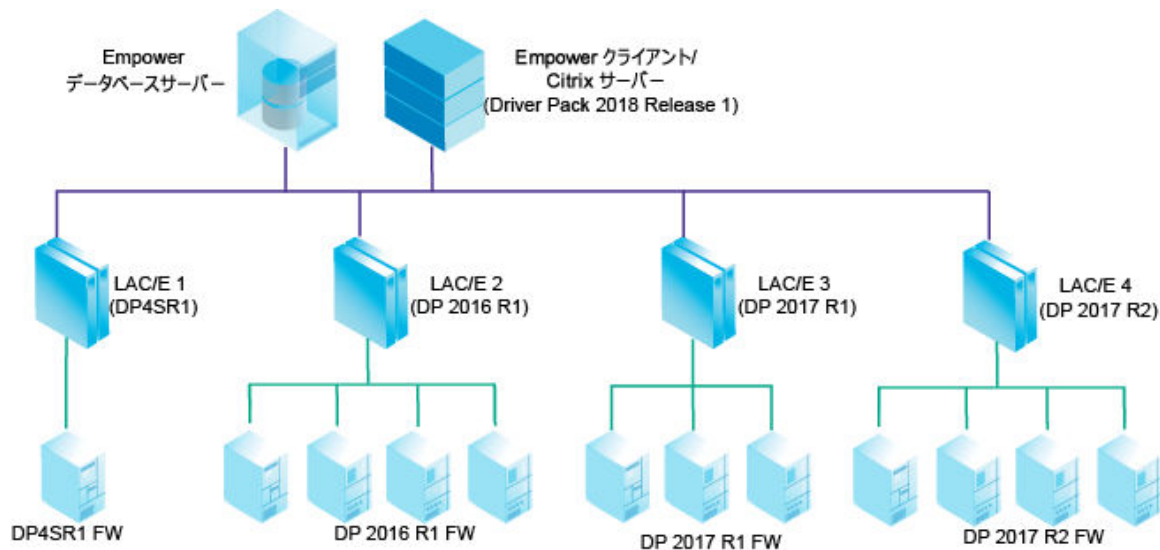 Empower
データベースサーバー
Empower クライアント/
Citrix サーバー
(Driver Pack 2018 Release 1)
LAC/E 1
(DP4SR1)
LAC/E 2
(DP 2016 R1)
LAC/E 3
(DP 2017 R1)
LAC/E 4
(DP 2017 R2)
DP4SR1 FW
DP 2016 R1 FW
DP 2017 R1 FW
DP 2017 R2 FW